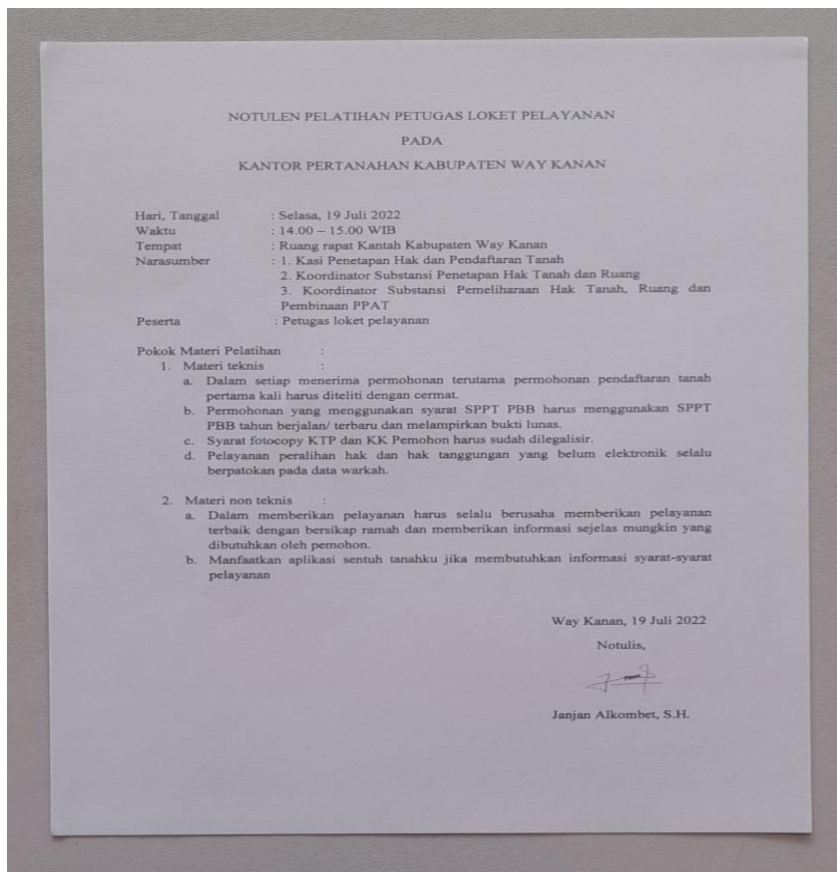 NOTULEN PELATIHAN PETUGAS LOKET PELAYANAN
PADA
KANTOR PERTANAHAN KABUPATEN WAY KANAN
Hari, Tanggal : Selasa, 19 Juli 2022
Waktu : 14.00 – 15.00 WIB
Tempat : Ruang rapat Kantah Kabupaten Way Kanan
Narasumber : 1. Kasi Penetapan Hak dan Pendaftaran Tanah
2. Koordinator Substansi Penetapan Hak Tanah dan Ruang
3. Koordinator Substansi Pemeliharaan Hak Tanah, Ruang dan
Pembinaan PPAT
Peserta : Petugas loket pelayanan
Pokok Materi Pelatihan :
1. Materi teknis :
a. Dalam setiap menerima permohonan terutama permohonan pendaftaran tanah
pertama kali harus diteliti dengan cermat.
b. Permohonan yang menggunakan syarat SPPT PBB harus menggunakan SPPT
PBB tahun berjalan/ terbaru dan melampirkan bukti lunas.
c. Syarat fotocopy KTP dan KK Pemohon harus sudah dilegalisir.
d. Pelayanan peralihan hak dan hak tanggungan yang belum elektronik selalu
berpatokan pada data warkah.
2. Materi non teknis :
a. Dalam memberikan pelayanan harus selalu berusaha memberikan pelayanan
terbaik dengan bersikap ramah dan memberikan informasi sejelas mungkin yang
dibutuhkan oleh pemohon.
b. Manfaatkan aplikasi sentuh tanahku jika membutuhkan informasi syarat-syarat
pelayanan
Way Kanan, 19 Juli 2022
Notulis,
Janjan Alkombet, S.H.